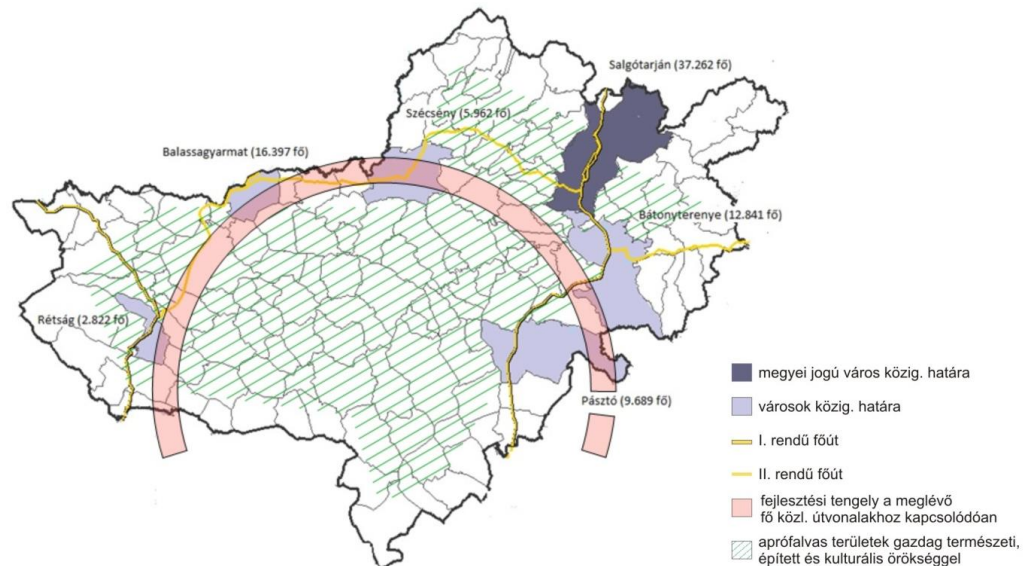 Salgótarján (37.262 fő)
Szécsény (5.962 fő)
Balassagyarmat (16.397 fő)
Bátonyterenye (12.841 fő)
Rétság (2.822 fő)
Pásztó (9.689 fő)
megyei jogú város közig. határa
városok közig. határa
I. rendű főút
II. rendű főút
fejlesztési tengely a meglévő
fő közl. útvonalakhoz kapcsolódóan
aprófalvas területek gazdag természeti,
épített és kulturális örökséggel